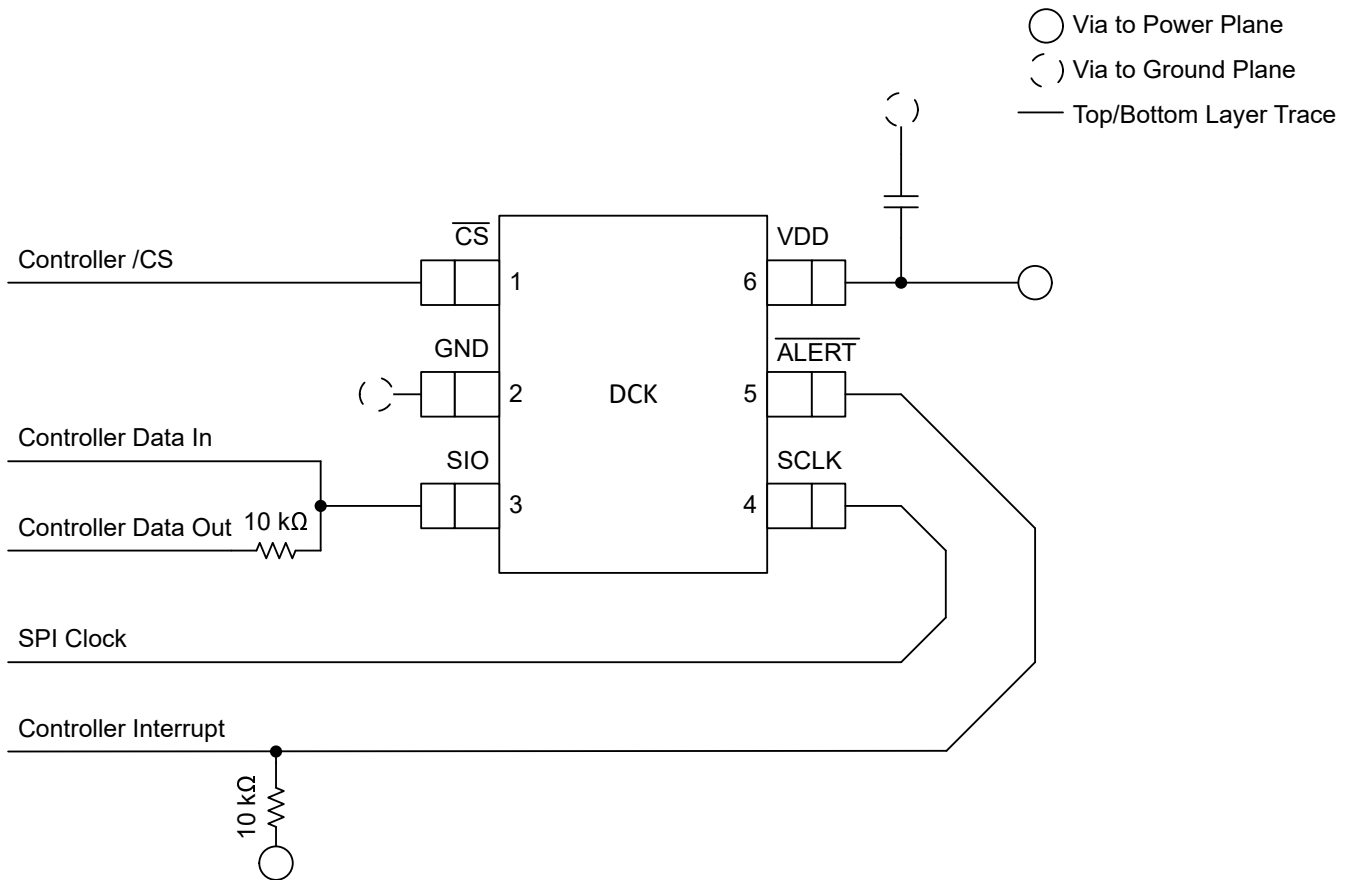 Via to Power Plane
Via to Ground Plane
Top/Bottom Layer Trace
CS
VDD
Controller /CS
1
6
GND
ALERT
2
DCK
5
Controller Data In
SIO
SCLK
3
4
Controller Data Out
10 kΩ
SPI Clock
Controller Interrupt
10 kΩ